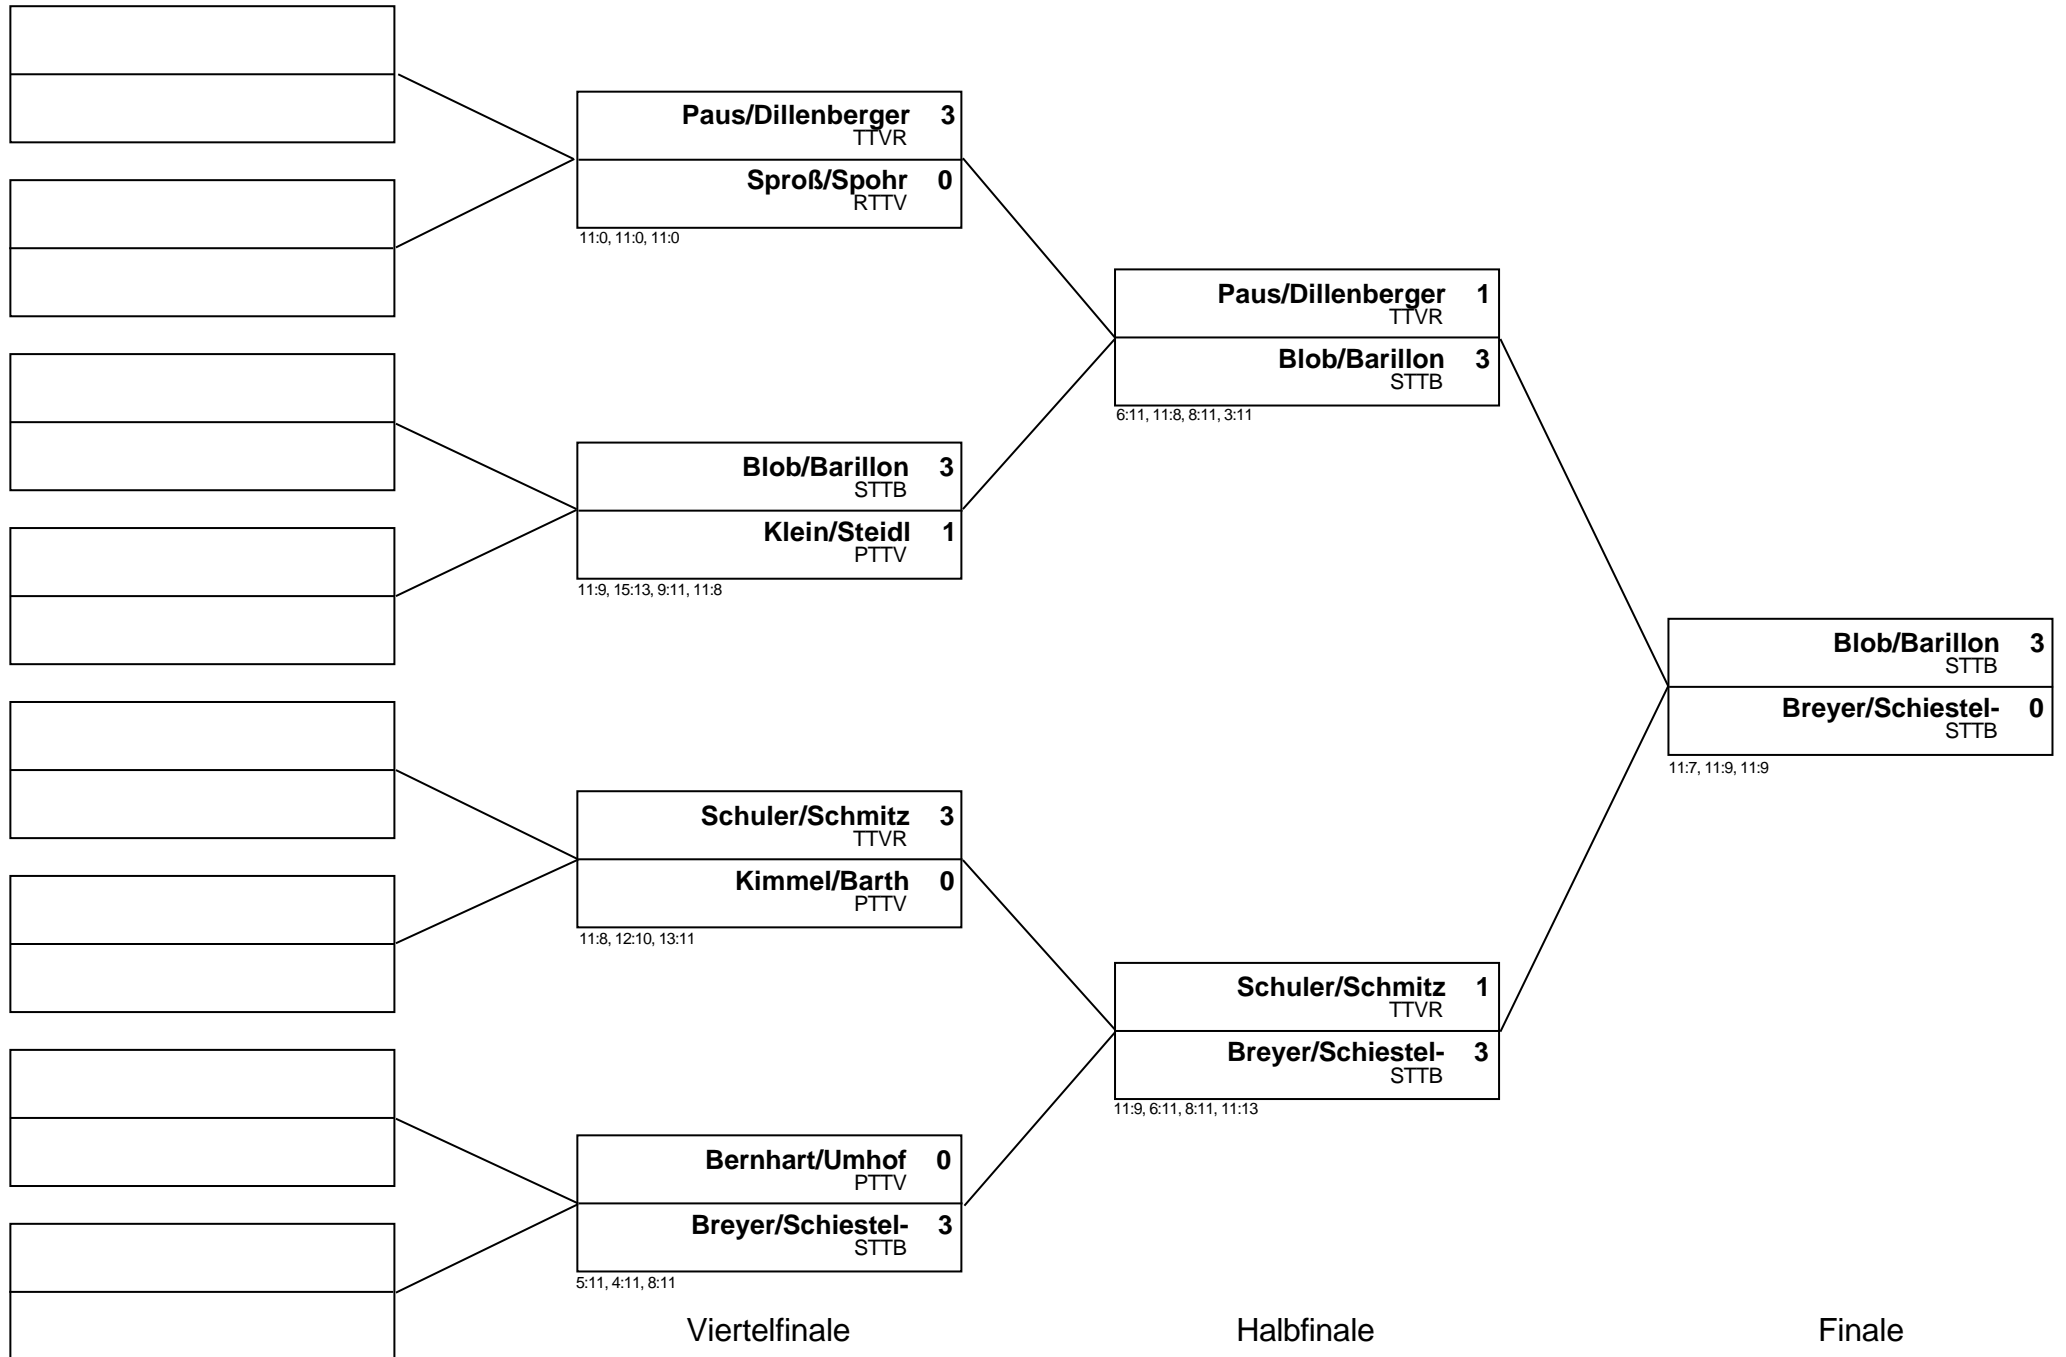 Paus/Dillenberger 3
TTVR
Sproß/Spohr 0
RTTV
11:0, 11:0, 11:0
Blob/Barillon 3
STTB
Klein/Steidl 1
PTTV
11:9, 15:13, 9:11, 11:8
Schuler/Schmitz 3
TTVR
Kimmel/Barth 0
PTTV
11:8, 12:10, 13:11
Bernhart/Umhof 0
PTTV
Breyer/Schiestel- 3
STTB
5:11, 4:11, 8:11
Viertelfinale
Paus/Dillenberger 1
TTVR
Blob/Barillon 3
STTB
6:11, 11:8, 8:11, 3:11
Schuler/Schmitz 1
TTVR
Breyer/Schiestel- 3
STTB
11:9, 6:11, 8:11, 11:13
Halbfinale
Blob/Barillon 3
STTB
Breyer/Schiestel- 0
STTB
11:7, 11:9, 11:9
Finale